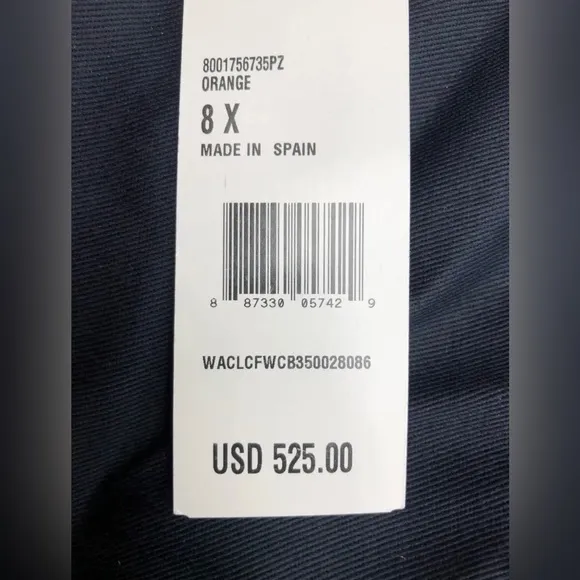 8001756735PZ
ORANGE
8 X
MADE IN SPAIN
8 87330 05742 9
WACLCFWCB350028086
USD 525.00